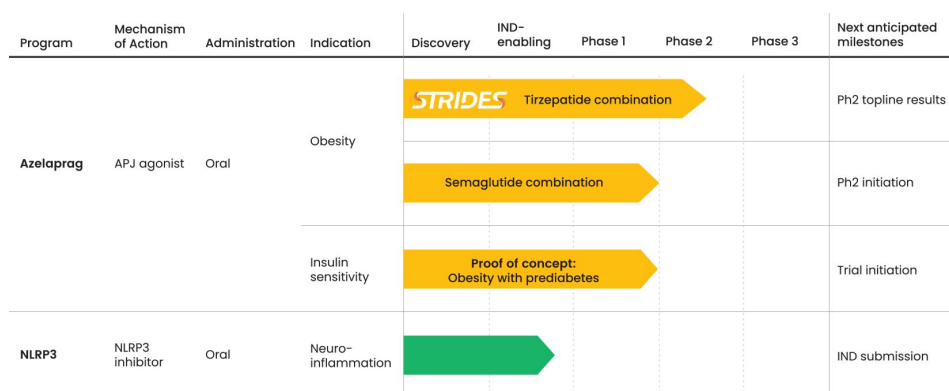 Program
Mechanism
of Action
Administration
Indication
Discovery
IND-
enabling
Phase 1
Phase 2
Phase 3
Next anticipated
milestones
Azelaprag
APJ agonist
Oral
Obesity
STRIDES Tirzepatide combination
Ph2 topline results
Semaglutide combination
Ph2 initiation
Insulin
sensitivity
Proof of concept:
Obesity with prediabetes
Trial initiation
NLRP3
NLRP3
inhibitor
Oral
Neuro-
inflammation
IND submission